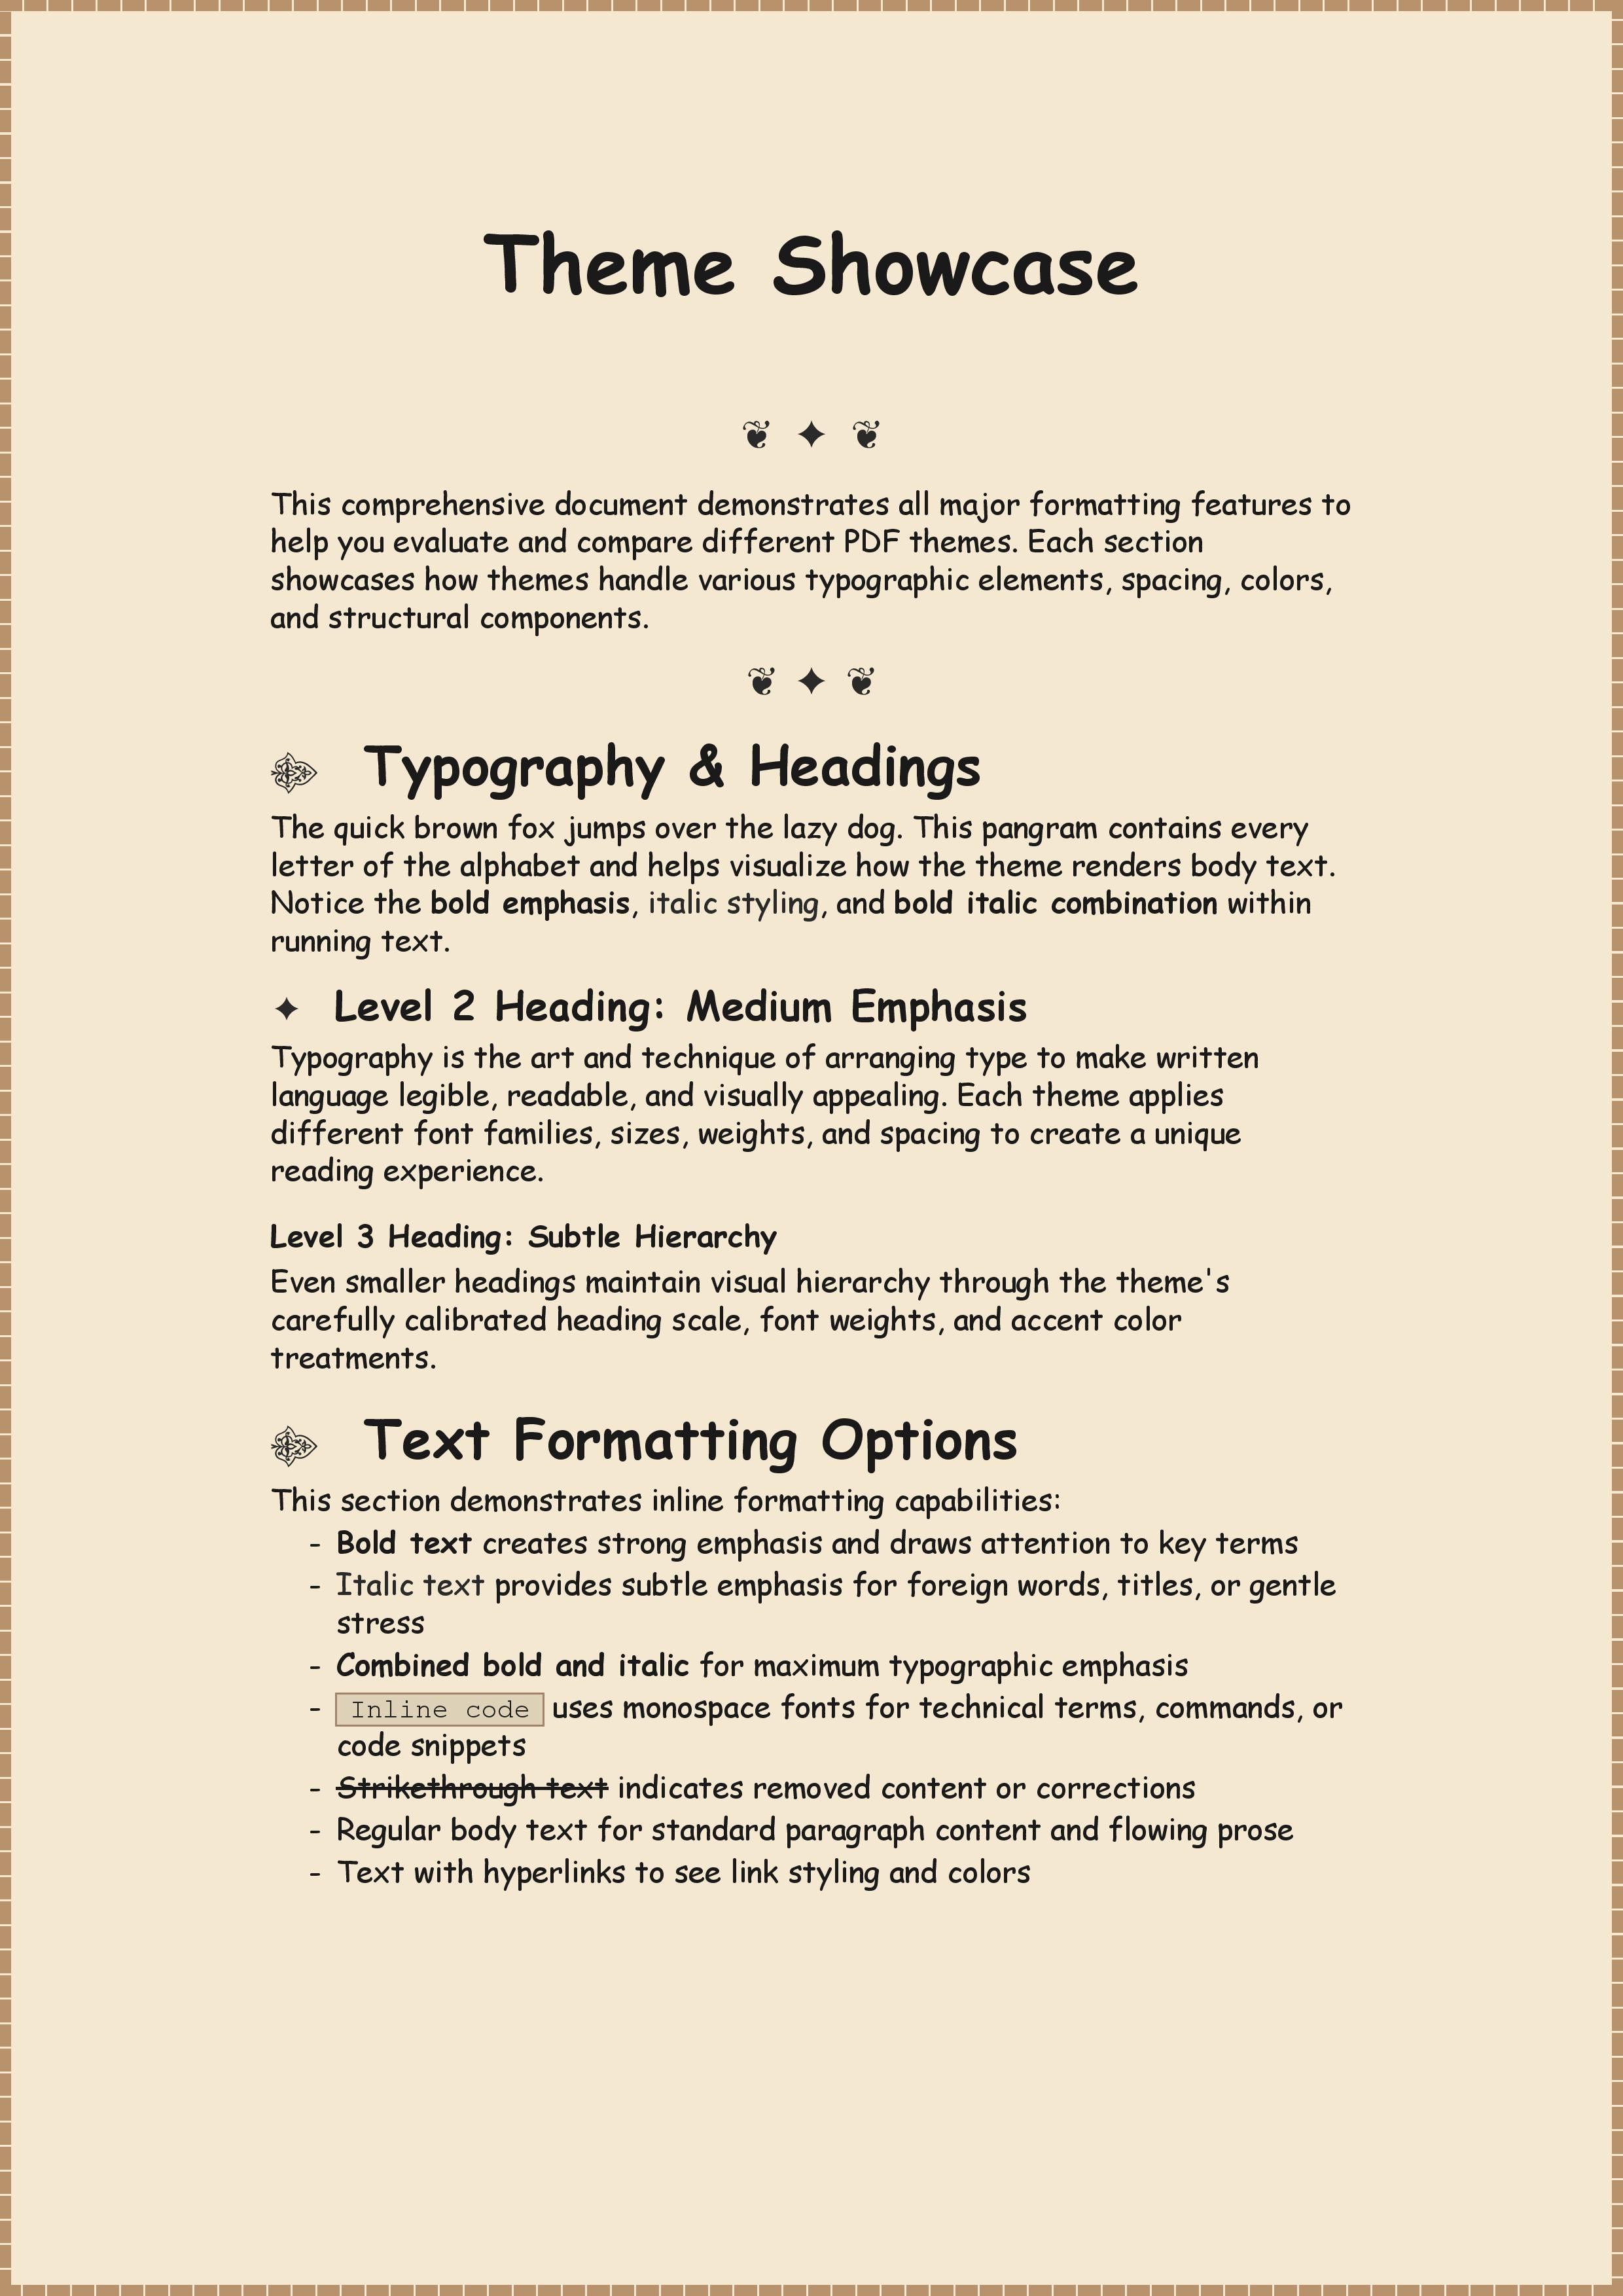 Theme Showcase
❦ ✦ ❦
This comprehensive document demonstrates all major formatting features to
help you evaluate and compare different PDF themes. Each section
showcases how themes handle various typographic elements, spacing, colors,
and structural components.
❦ ✦ ❦
Typography & Headings
The quick brown fox jumps over the lazy dog. This pangram contains every
letter of the alphabet and helps visualize how the theme renders body text.
Notice the bold emphasis, italic styling, and bold italic combination within
running text.
✦ Level 2 Heading: Medium Emphasis
Typography is the art and technique of arranging type to make written
language legible, readable, and visually appealing. Each theme applies
different font families, sizes, weights, and spacing to create a unique
reading experience.
Level 3 Heading: Subtle Hierarchy
Even smaller headings maintain visual hierarchy through the theme's
carefully calibrated heading scale, font weights, and accent color
treatments.
Text Formatting Options
This section demonstrates inline formatting capabilities:
- Bold text creates strong emphasis and draws attention to key terms
- Italic text provides subtle emphasis for foreign words, titles, or gentle
stress
- Combined bold and italic for maximum typographic emphasis
- Inline code uses monospace fonts for technical terms, commands, or
code snippets
- Strikethrough text indicates removed content or corrections
- Regular body text for standard paragraph content and flowing prose
- Text with hyperlinks to see link styling and colors